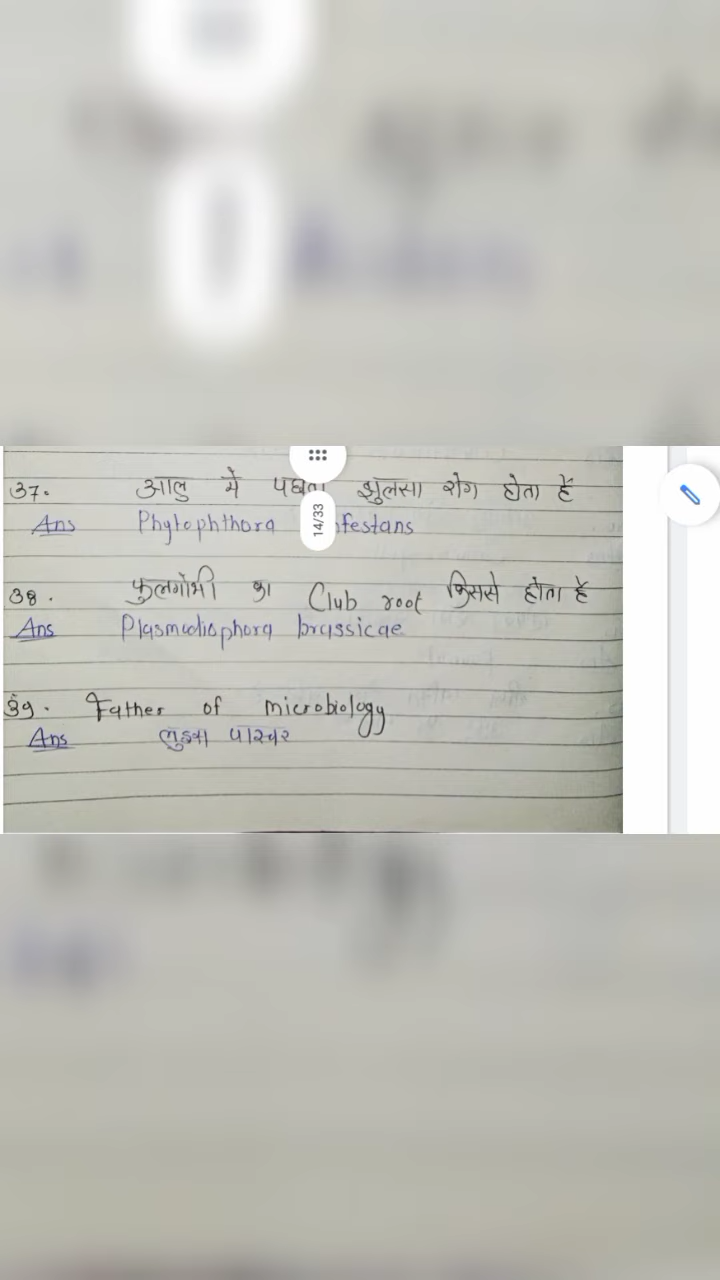 37. आलु में पछेता झुलसा रोग होता हैं
Ans Phytophthora festans
14/33
38. फुलगोभी का Club root किससे होता हैं
Ans Plasmodiophora brassicae
39. Father of microbiology
Ans लुइया पास्चर